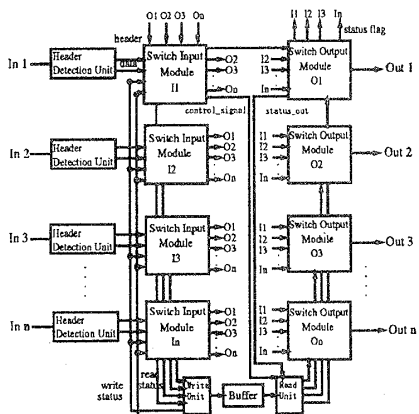 O1 O2 O3 On
I1 I2 I3 In
header
data
status flag
In 1
Header
Detection Unit
Switch Input
Module
I1
O2
O3
On
Switch Output
Module
O1
I2
I3
In
Out 1
control_signal
status_out
In 2
Header
Detection Unit
Switch Input
Module
I2
O1
O2
O3
On
I1
I2
I3
In
Switch Output
Module
O2
Out 2
In 3
Header
Detection Unit
Switch Input
Module
I3
O1
O2
O3
On
I1
I2
I3
In
Switch Output
Module
O3
Out 3
In n
Header
Detection Unit
Switch Input
Module
In
O1
O2
O3
On
I1
I2
I3
In
Switch Output
Module
On
Out n
read
status
write
status
Write
Unit
Buffer
Read
Unit